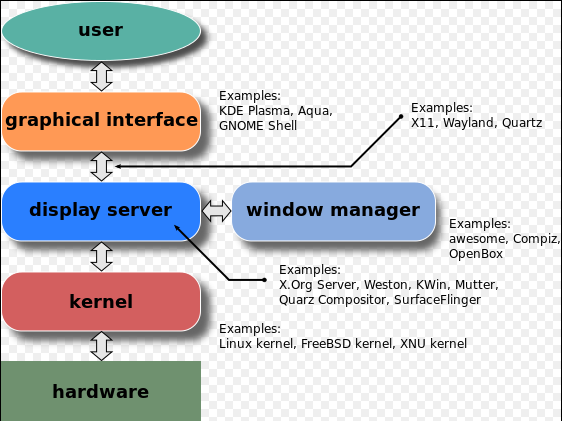 user
graphical interface
Examples:
KDE Plasma, Aqua,
GNOME Shell
Examples:
X11, Wayland, Quartz
display server
window manager
Examples:
awesome, Compiz,
OpenBox
Examples:
X.Org Server, Weston, KWin, Mutter,
Quarz Compositor, SurfaceFlinger
kernel
Examples:
Linux kernel, FreeBSD kernel, XNU kernel
hardware